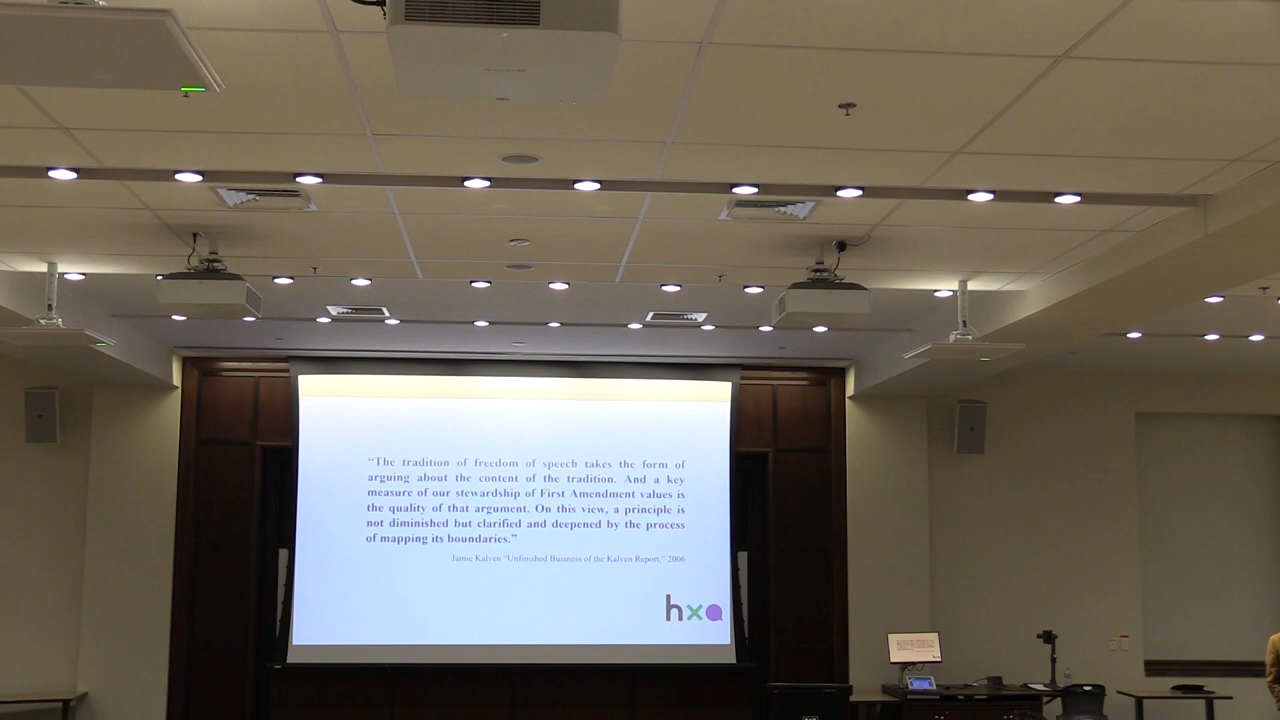 “The tradition of freedom of speech takes the form of
arguing about the content of the tradition. And a key
measure of our stewardship of First Amendment values is
the quality of that argument. On this view, a principle is
not diminished but clarified and deepened by the process
of mapping its boundaries.”
Jamie Kalven “Unfinished Business of the Kalven Report,” 2006
hxa